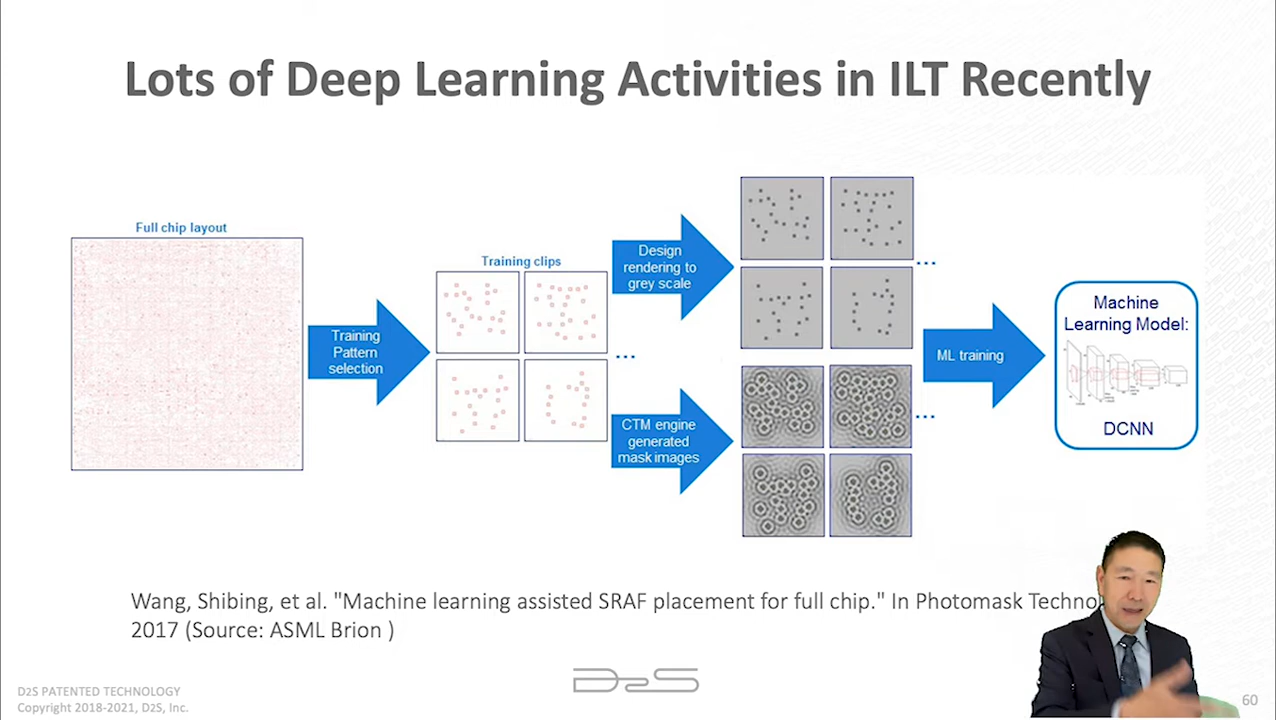 Lots of Deep Learning Activities in ILT Recently
Full chip layout
Training
Pattern
selection
Training clips
...
Design
rendering to
grey scale
CTM engine
generated
mask images
...
...
ML training
Machine
Learning Model:
DCNN
Wang, Shibing, et al. "Machine learning assisted SRAF placement for full chip." In Photomask Techno
2017 (Source: ASML Brion )
D2S
D2S PATENTED TECHNOLOGY
Copyright 2018-2021, D2S, Inc.
60